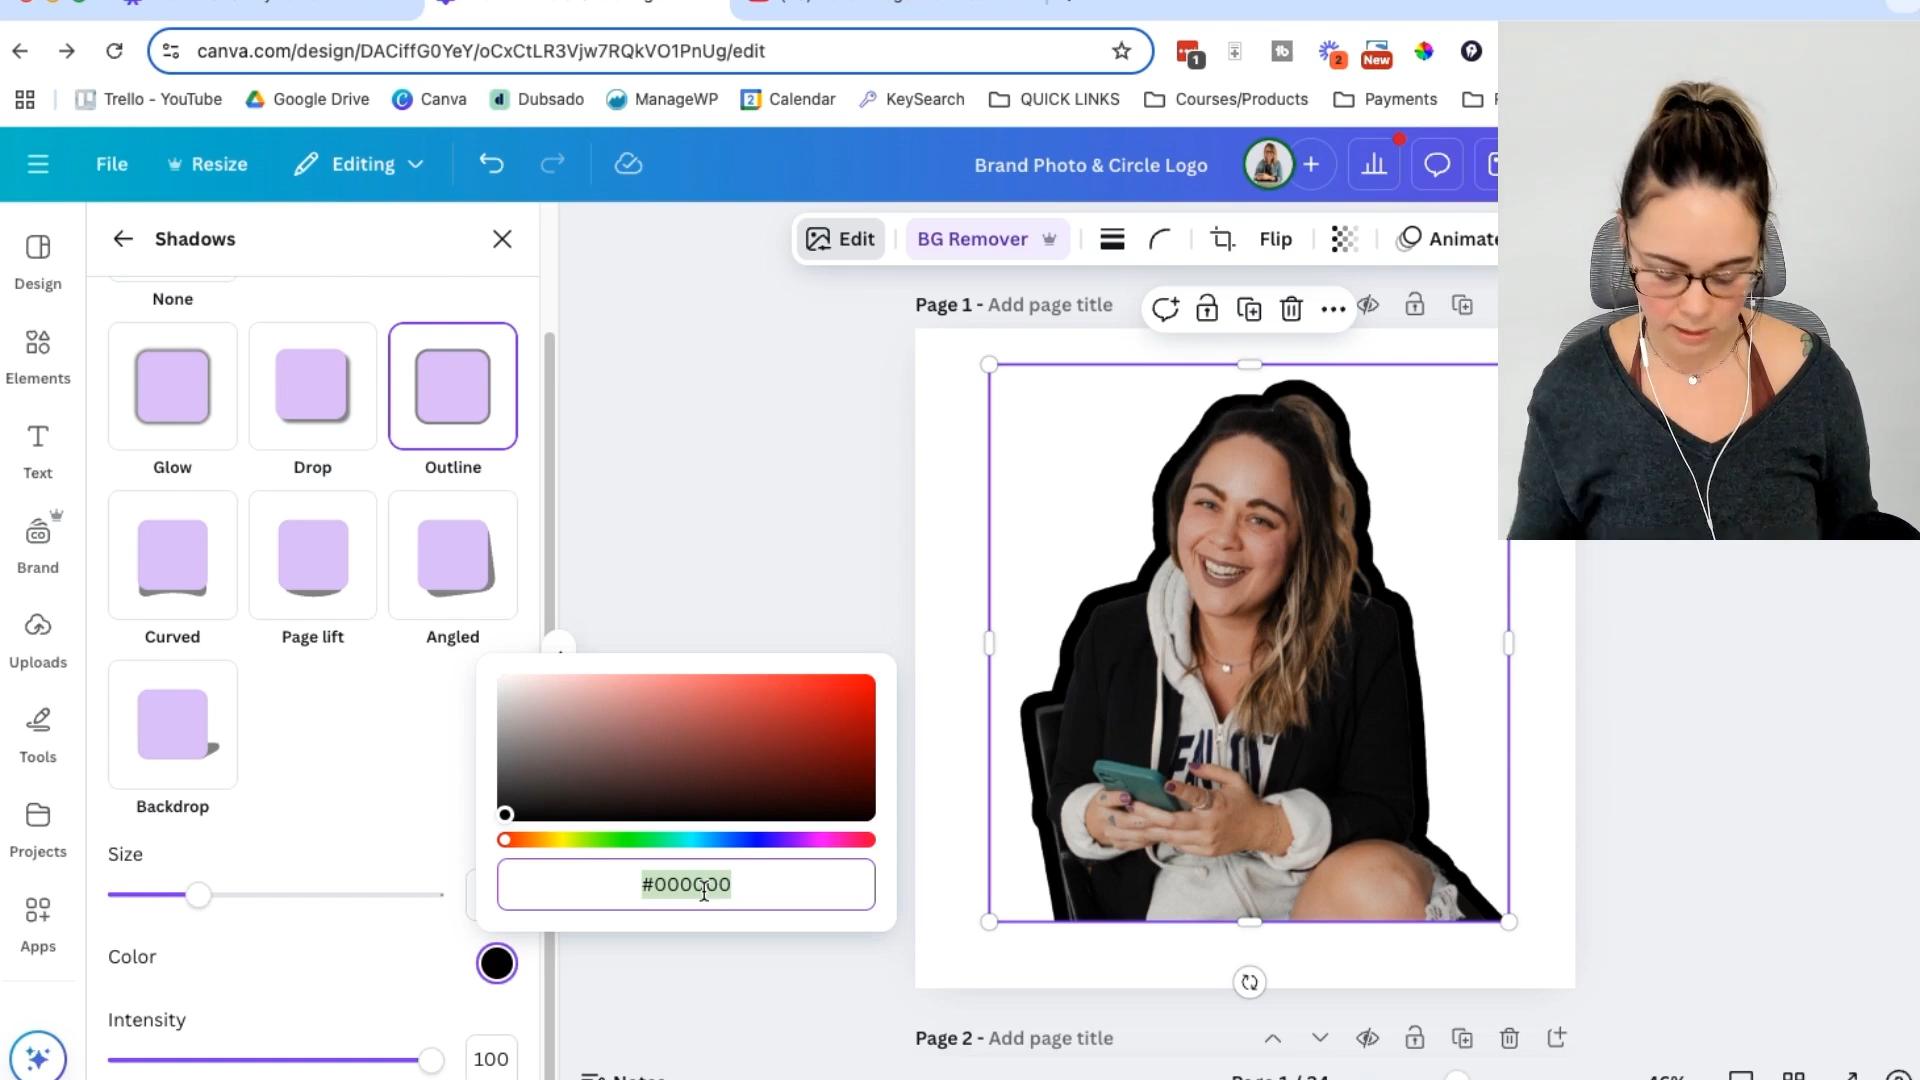 canva.com/design/DACiffG0YeY/oCxCtLR3Vjw7RQkVO1PnUg/edit
1
tb
2
New
Trello - YouTube
Google Drive
Canva
Dubsado
ManageWP
Calendar
KeySearch
QUICK LINKS
Courses/Products
Payments
File
Resize
Editing
Brand Photo & Circle Logo
Shadows
Edit
BG Remover
Flip
Animate
Design
Elements
Text
Brand
Uploads
Tools
Projects
Apps
None
Glow
Drop
Outline
Curved
Page lift
Angled
Backdrop
Size
Color
Intensity
100
#000000
Page 1 - Add page title
Page 2 - Add page title